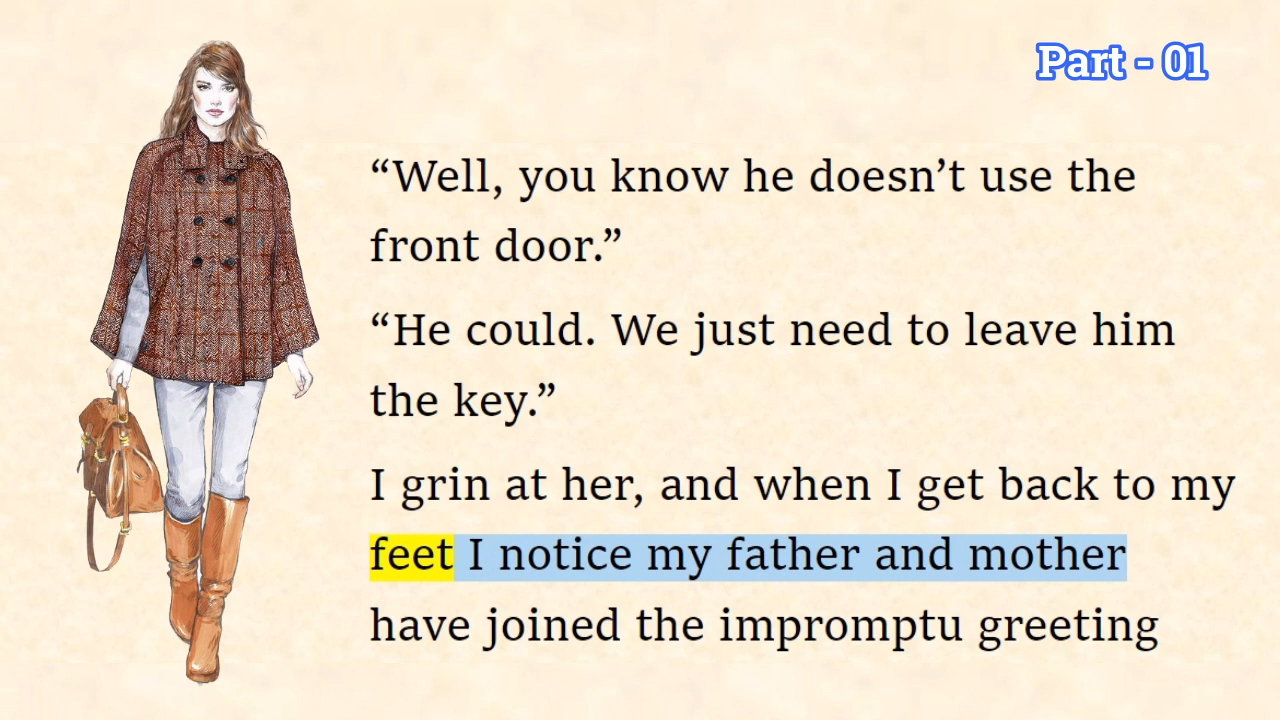 Part - 01
“Well, you know he doesn’t use the
front door.”
“He could. We just need to leave him
the key.”
I grin at her, and when I get back to my
feet I notice my father and mother
have joined the impromptu greeting